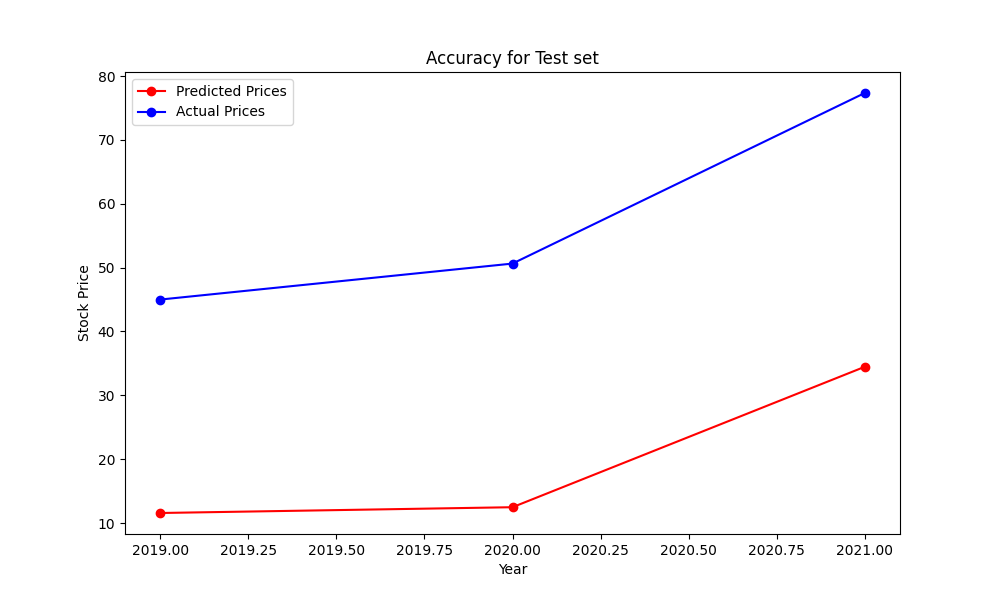 Accuracy for Test set
Predicted Prices
Actual Prices
80
70
60
50
40
30
20
10
Stock Price
2019.00 2019.25 2019.50 2019.75 2020.00 2020.25 2020.50 2020.75 2021.00
Year